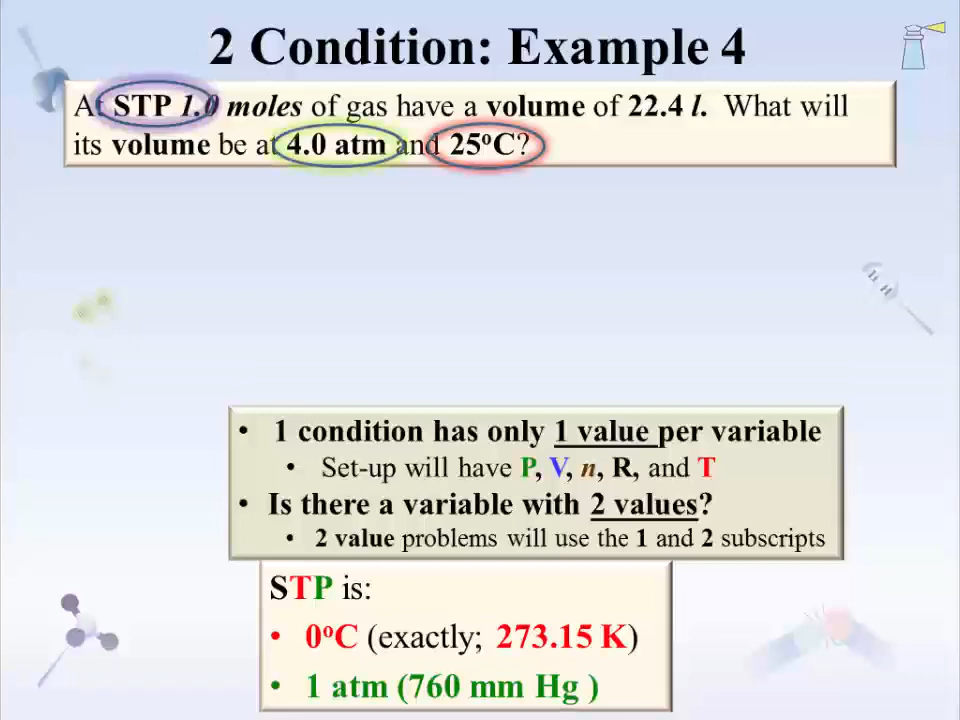 2 Condition: Example 4
At STP 1.0 moles of gas have a volume of 22.4 l. What will
its volume be at 4.0 atm and 25°C?
• 1 condition has only 1 value per variable
• Set-up will have P, V, n, R, and T
• Is there a variable with 2 values?
• 2 value problems will use the 1 and 2 subscripts
STP is:
• 0°C (exactly; 273.15 K)
• 1 atm (760 mm Hg )